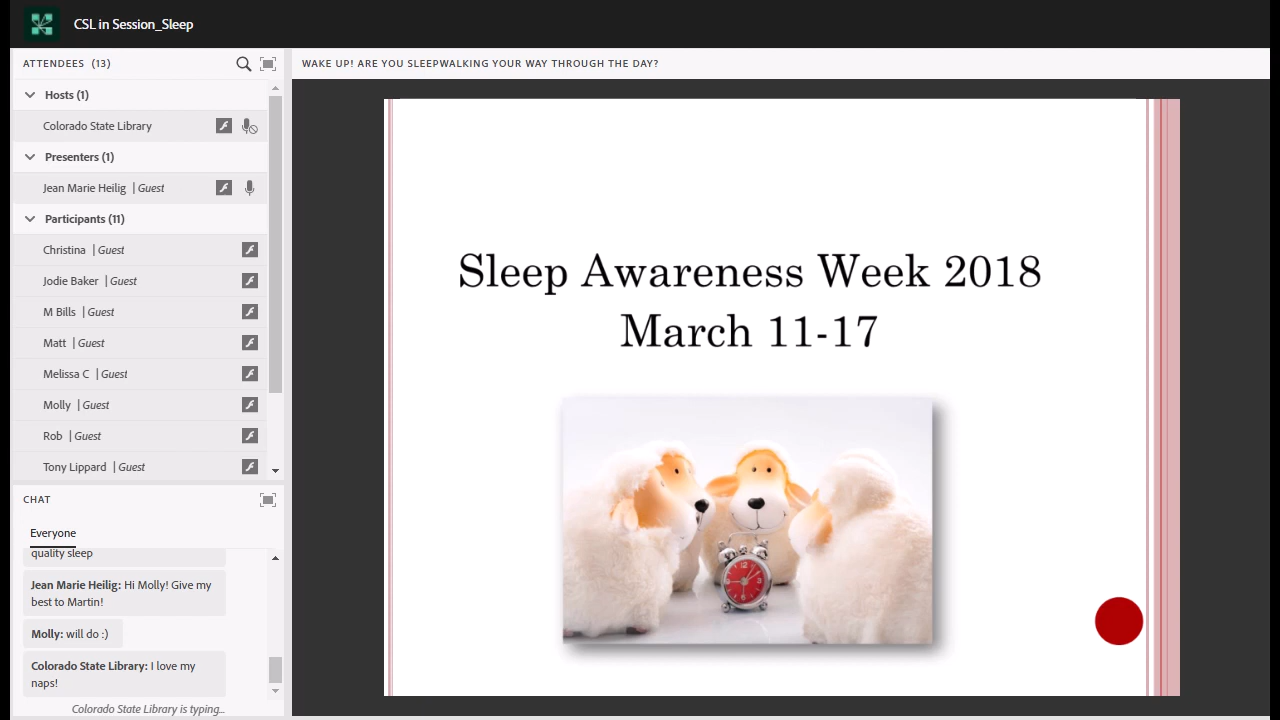 CSL in Session_Sleep
ATTENDEES (13)
Hosts (1)
Colorado State Library
Presenters (1)
Jean Marie Heilig | Guest
Participants (11)
Christina | Guest
Jodie Baker | Guest
M Bills | Guest
Matt | Guest
Melissa C | Guest
Molly | Guest
Rob | Guest
Tony Lippard | Guest
CHAT
Everyone
quality sleep
Jean Marie Heilig: Hi Molly! Give my
best to Martin!
Molly: will do :)
Colorado State Library: I love my
naps!
Colorado State Library is typing...
WAKE UP! ARE YOU SLEEPWALKING YOUR WAY THROUGH THE DAY?
Sleep Awareness Week 2018
March 11-17